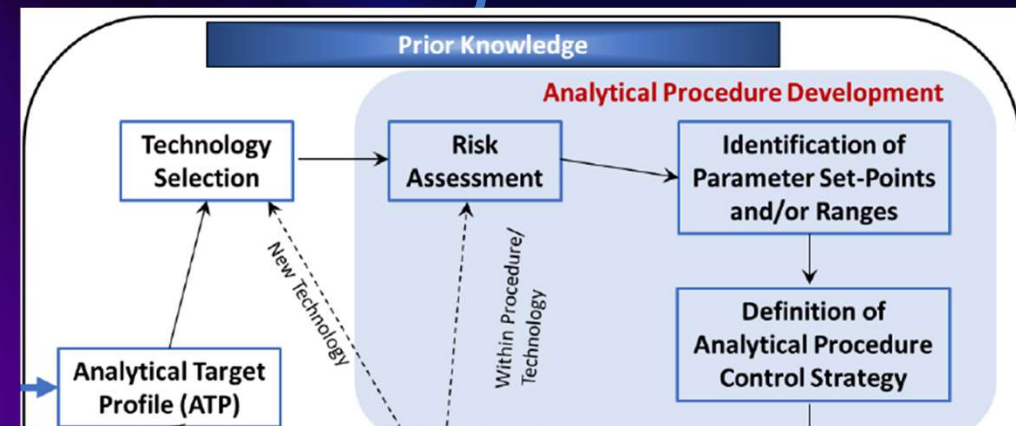 Prior Knowledge
Analytical Procedure Development
Technology
Selection
Risk
Assessment
Identification of
Parameter Set-Points
and/or Ranges
New Technology
Within Procedure/
Technology
Definition of
Analytical Procedure
Control Strategy
Analytical Target
Profile (ATP)